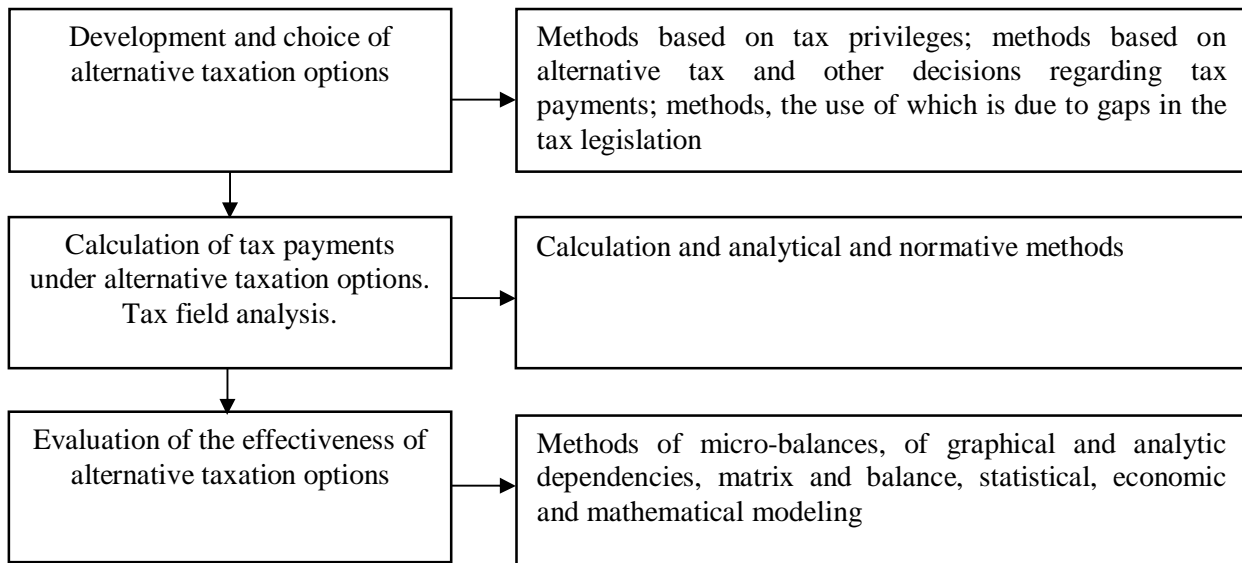 Development and choice of
alternative taxation options
Methods based on tax privileges; methods based on
alternative tax and other decisions regarding tax
payments; methods, the use of which is due to gaps in the
tax legislation
Calculation of tax payments
under alternative taxation options.
Tax field analysis.
Calculation and analytical and normative methods
Evaluation of the effectiveness of
alternative taxation options
Methods of micro-balances, of graphical and analytic
dependencies, matrix and balance, statistical, economic
and mathematical modeling